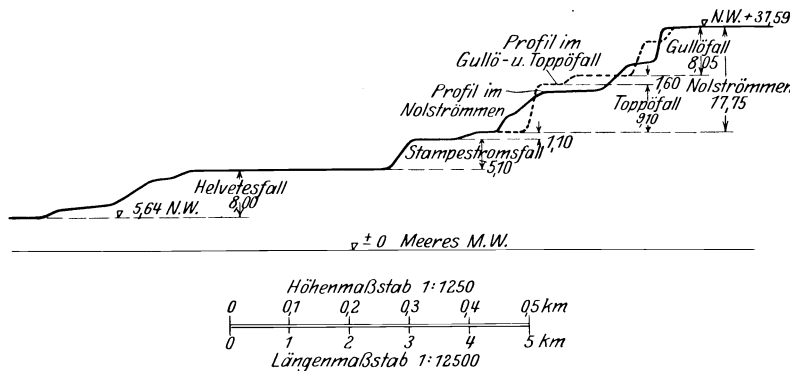 N.W. + 37,59
Profil im
Gullö- u. Toppöfall
Gullöfall
8,05
1,60
Nolströmmen
17,75
Profil im
Nolströmmen
Toppöfall
9,10
1,10
Stampestromsfall
5,10
Helvetesfall
8,00
5,64 N.W.
± 0 Meeres M.W.
Höhenmaßstab 1:1250
0 0,1 0,2 0,3 0,4 0,5 km
0 1 2 3 4 5 km
Längenmaßstab 1:12500